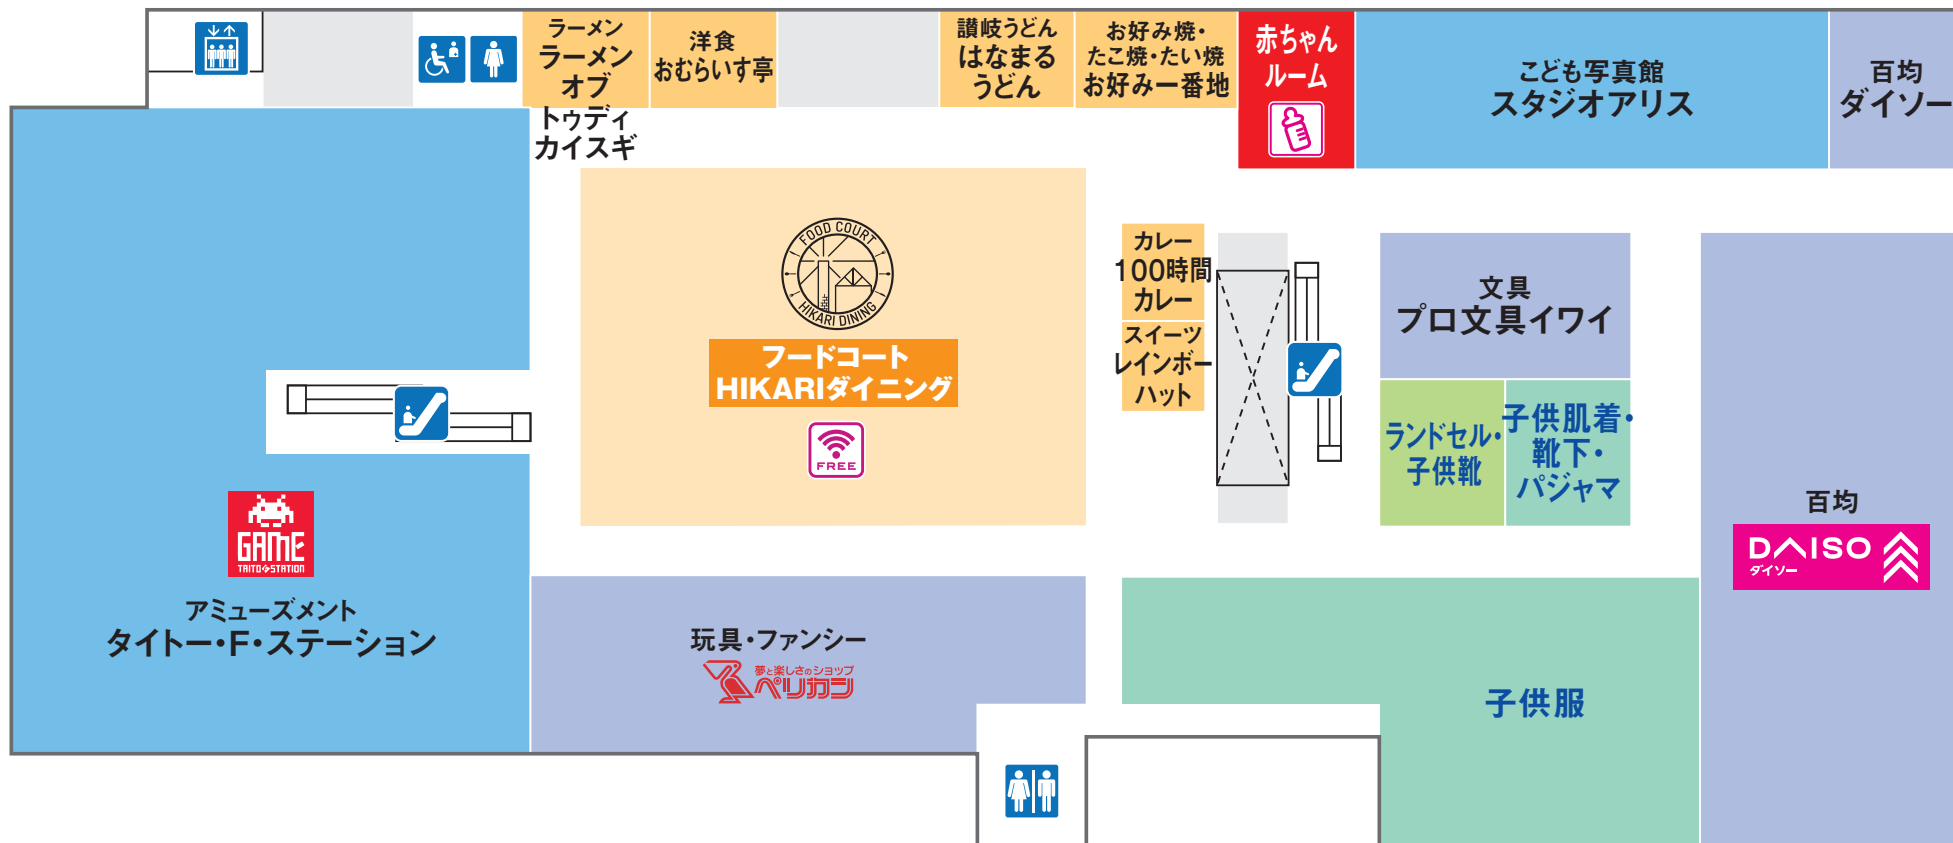 ラーメン
ラーメン
オブ
トゥディ
カイスギ
洋食
おむらいす亭
讃岐うどん
はなまる
うどん
お好み焼・
たこ焼・たい焼
お好み一番地
赤ちゃん
ルーム
こども写真館
スタジオアリス
百均
ダイソー
FOOD COURT
HIKARI DINING
フードコート
HIKARIダイニング
FREE
カレー
100時間
カレー
スイーツ
レインボー
ハット
文具
プロ文具イワイ
ランドセル・
子供靴
子供肌着・
靴下・
パジャマ
百均
DAISO
ダイソー
GAME
TAITO STATION
アミューズメント
タイトー・F・ステーション
玩具・ファンシー
夢と楽しさのショップ
ペリカン
子供服